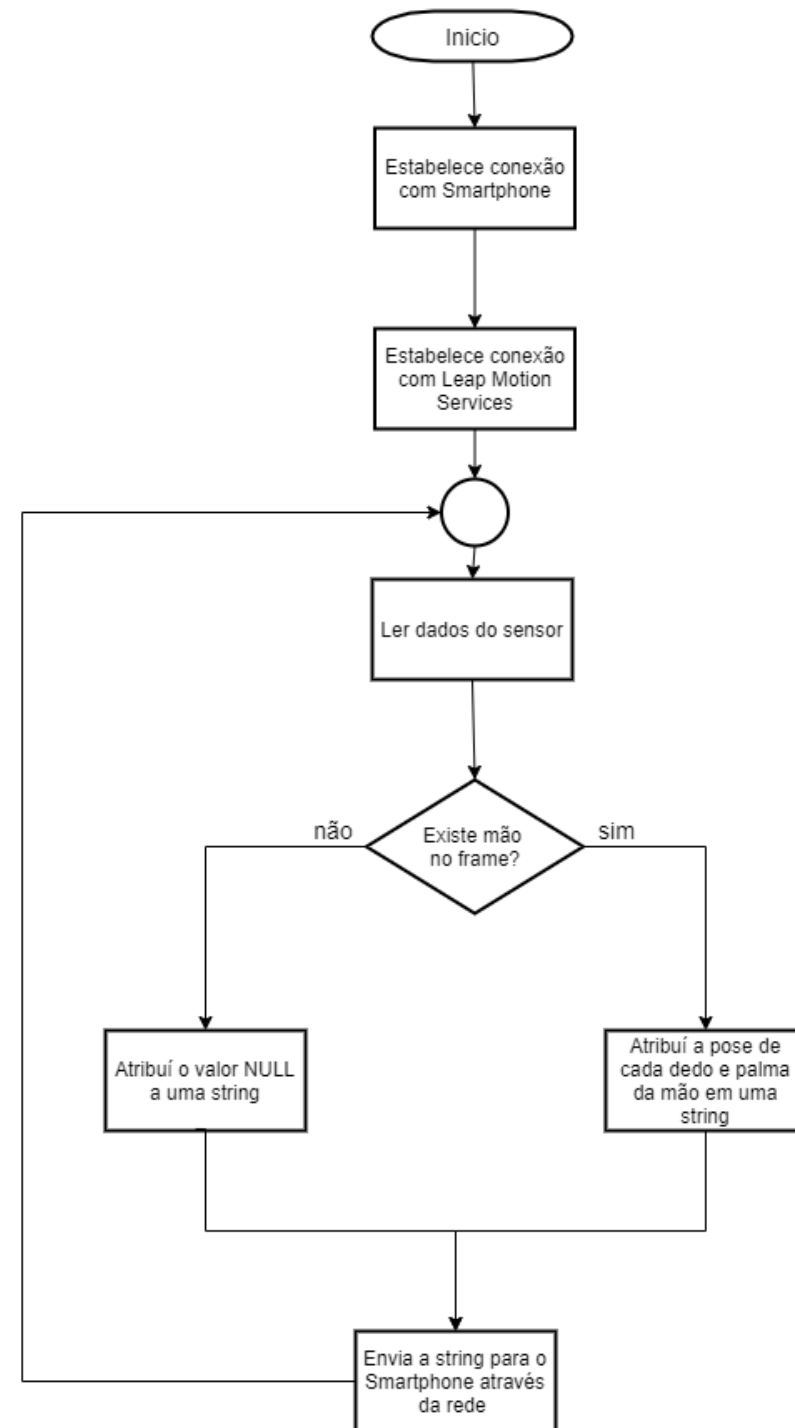 Inicio
Estabelece conexão
com Smartphone
Estabelece conexão
com Leap Motion
Services
Ler dados do sensor
não
Existe mão
no frame?
sim
Atribuí o valor NULL
a uma string
Atribuí a pose de
cada dedo e palma
da mão em uma
string
Envia a string para o
Smartphone através
da rede